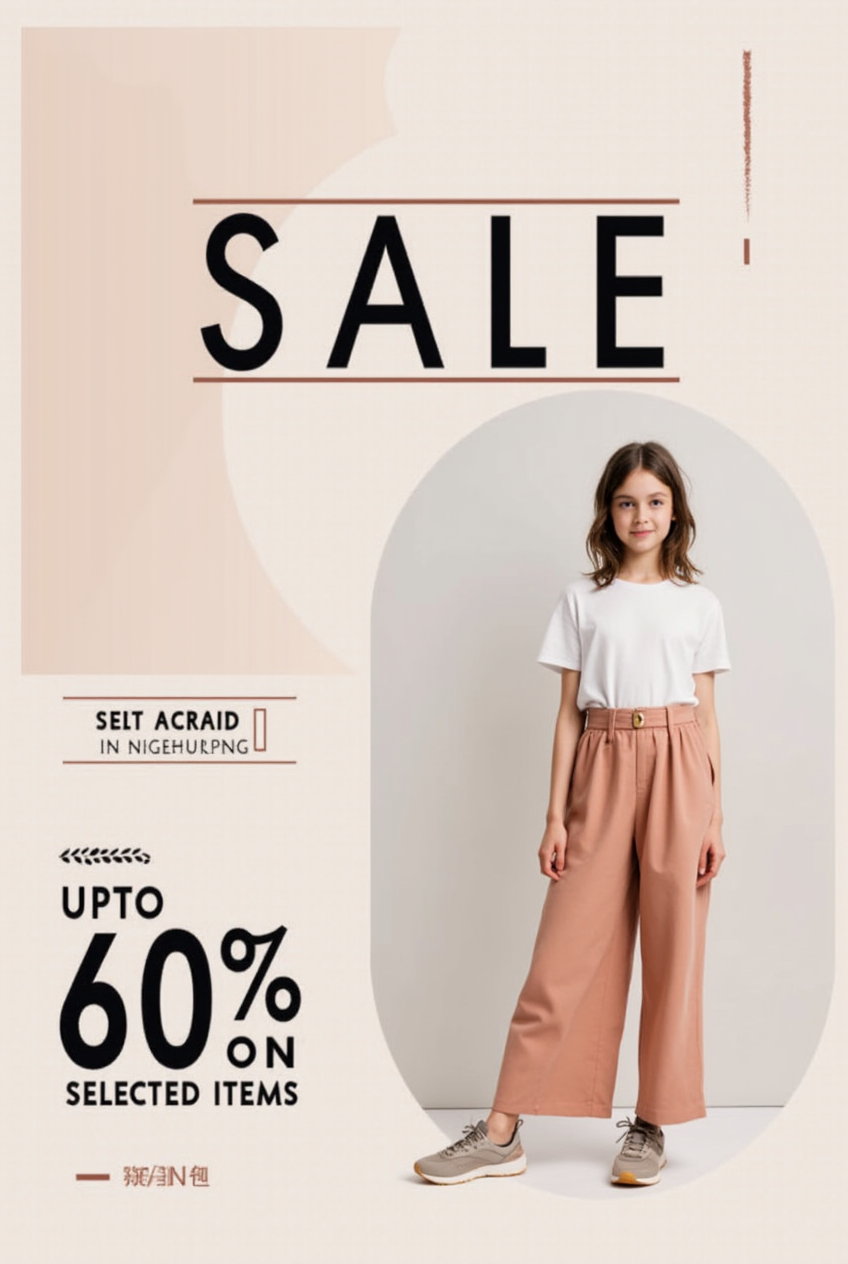 SALE
SELT ACRAID
IN NIGEHURPNG
UPTO
60%
ON
SELECTED ITEMS